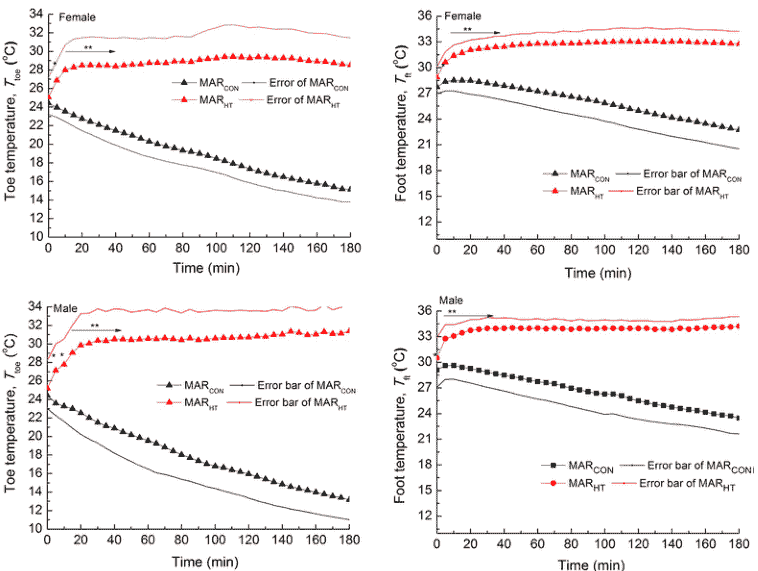 Female
34
32
30
28
26
24
22
20
18
16
14
12
10
*
**
MAR_CON Error of MAR_CON
MAR_HT Error of MAR_HT
0 20 40 60 80 100 120 140 160 180
Toe temperature, T_toe (°C)
Time (min)
Female
36
33
30
27
24
21
18
15
12
**
MAR_CON Error bar of MAR_CON
MAR_HT Error bar of MAR_HT
0 20 40 60 80 100 120 140 160 180
Foot temperature, T_ft (°C)
Time (min)
Male
34
32
30
28
26
24
22
20
18
16
14
12
10
* *
**
MAR_CON Error bar of MAR_CON
MAR_HT Error bar of MAR_HT
0 20 40 60 80 100 120 140 160 180
Toe temperature, T_toe (°C)
Time (min)
Male
36
33
30
27
24
21
18
15
12
*
**
MAR_CON Error bar of MAR_CON
MAR_HT Error bar of MAR_HT
0 20 40 60 80 100 120 140 160 180
Foot temperature, T_ft (°C)
Time (min)